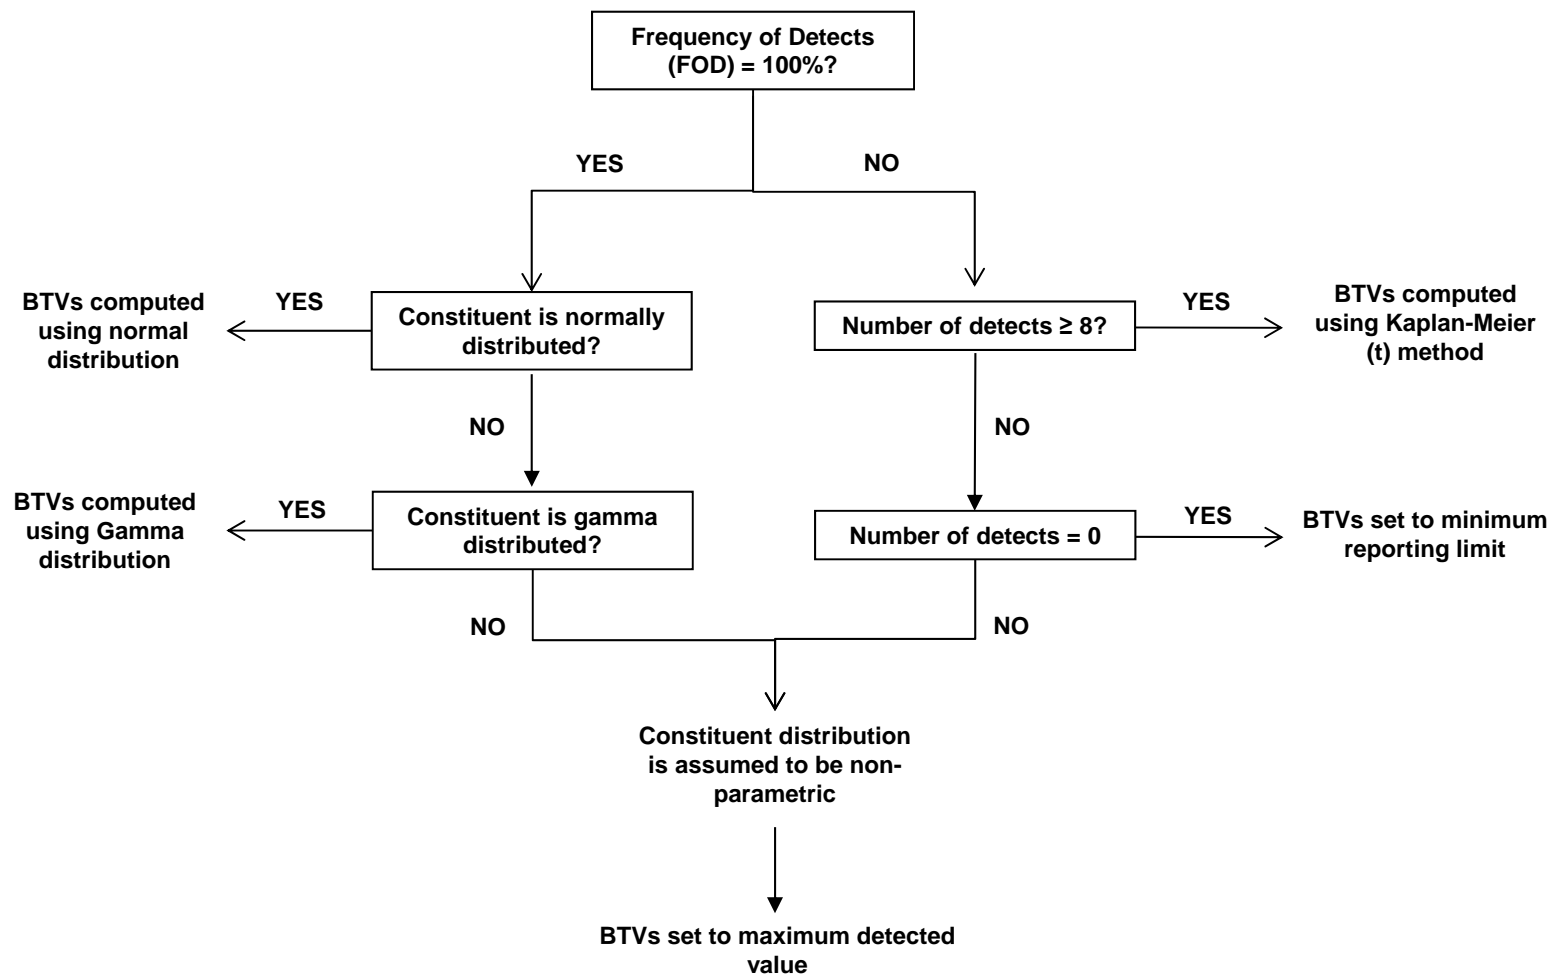 Frequency of Detects
(FOD) = 100%?
YES
NO
BTVs computed
using normal
distribution
YES
Constituent is normally
distributed?
Number of detects ≥ 8?
YES
BTVs computed
using Kaplan-Meier
(t) method
NO
NO
BTVs computed
using Gamma
distribution
YES
Constituent is gamma
distributed?
Number of detects = 0
YES
BTVs set to minimum
reporting limit
NO
NO
Constituent distribution
is assumed to be non-
parametric
BTVs set to maximum detected
value